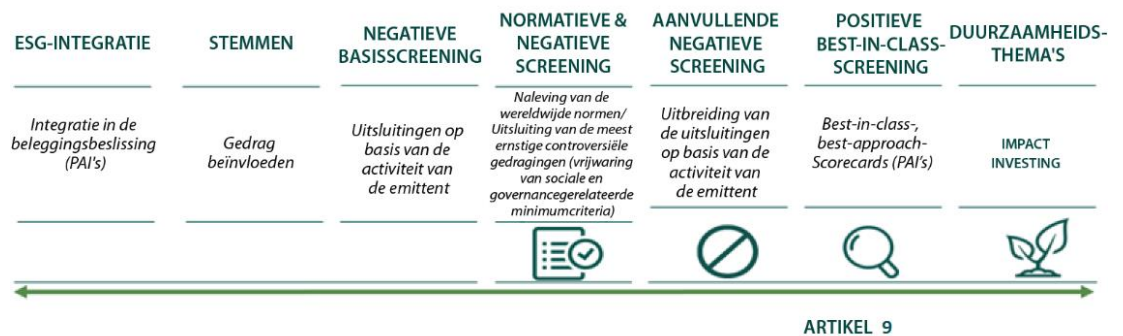 ESG-INTEGRATIE
Integratie in de
beleggingsbeslissing
(PAI's)
STEMMEN
Gedrag
beïnvloeden
NEGATIEVE
BASISSCREENING
Uitsluitingen op
basis van de
activiteit van
de emittent
NORMATIEVE &
NEGATIEVE
SCREENING
Naleving van de
wereldwijde normen/
Uitsluiting van de meest
ernstige controversiële
gedragingen (vrijwaring
van sociale en
governancegerelateerde
minimumcriteria)
AANVULLENDE
NEGATIEVE
SCREENING
Uitbreiding van
de uitsluitingen
op basis van de
activiteit van
de emittent
POSITIEVE
BEST-IN-CLASS-
SCREENING
Best-in-class-,
best-approach-
Scorecards (PAI's)
DUURZAAMHEIDS-
THEMA'S
IMPACT
INVESTING
ARTIKEL 9